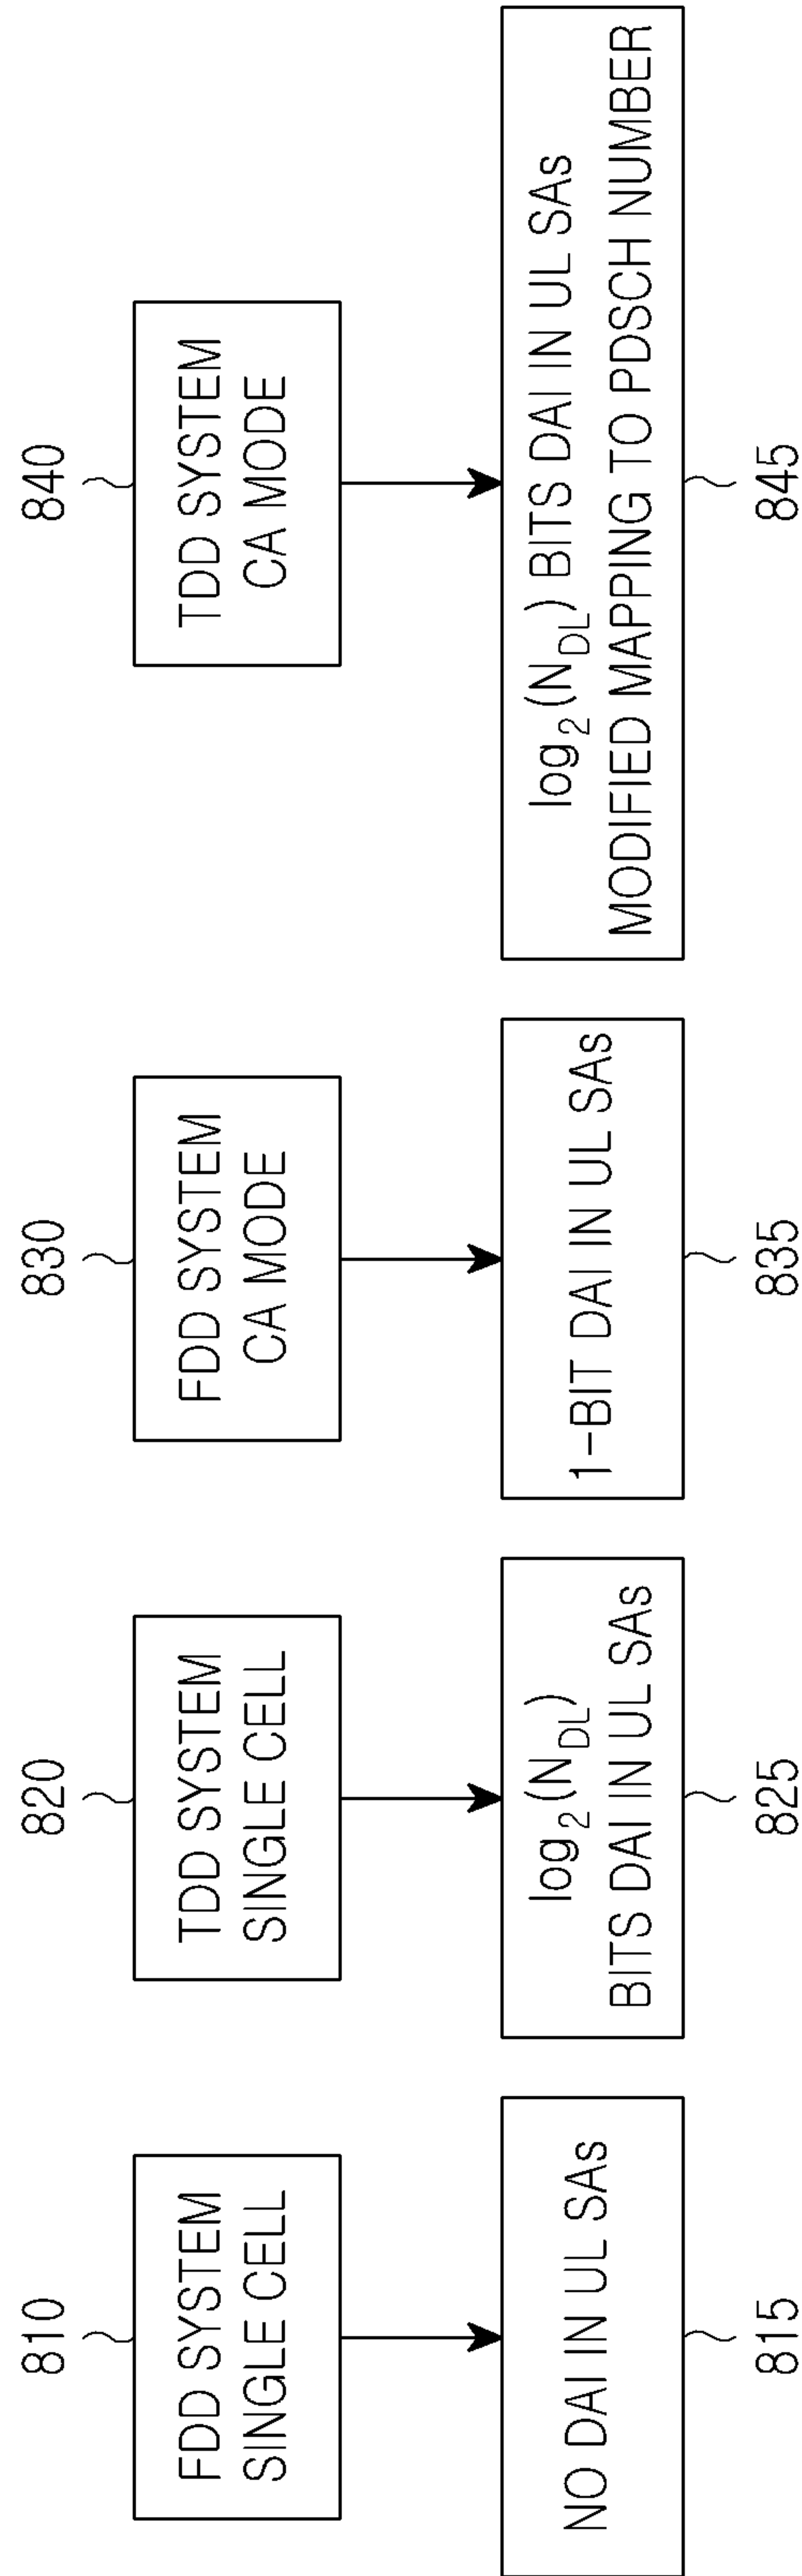 810
FDD SYSTEM
SINGLE CELL
NO DAI IN UL SAs
815
820
TDD SYSTEM
SINGLE CELL
log2(NDL)
BITS DAI IN UL SAs
825
830
FDD SYSTEM
CA MODE
1-BIT DAI IN UL SAs
835
840
TDD SYSTEM
CA MODE
log2(NDL) BITS DAI IN UL SAs
MODIFIED MAPPING TO PDSCH NUMBER
845